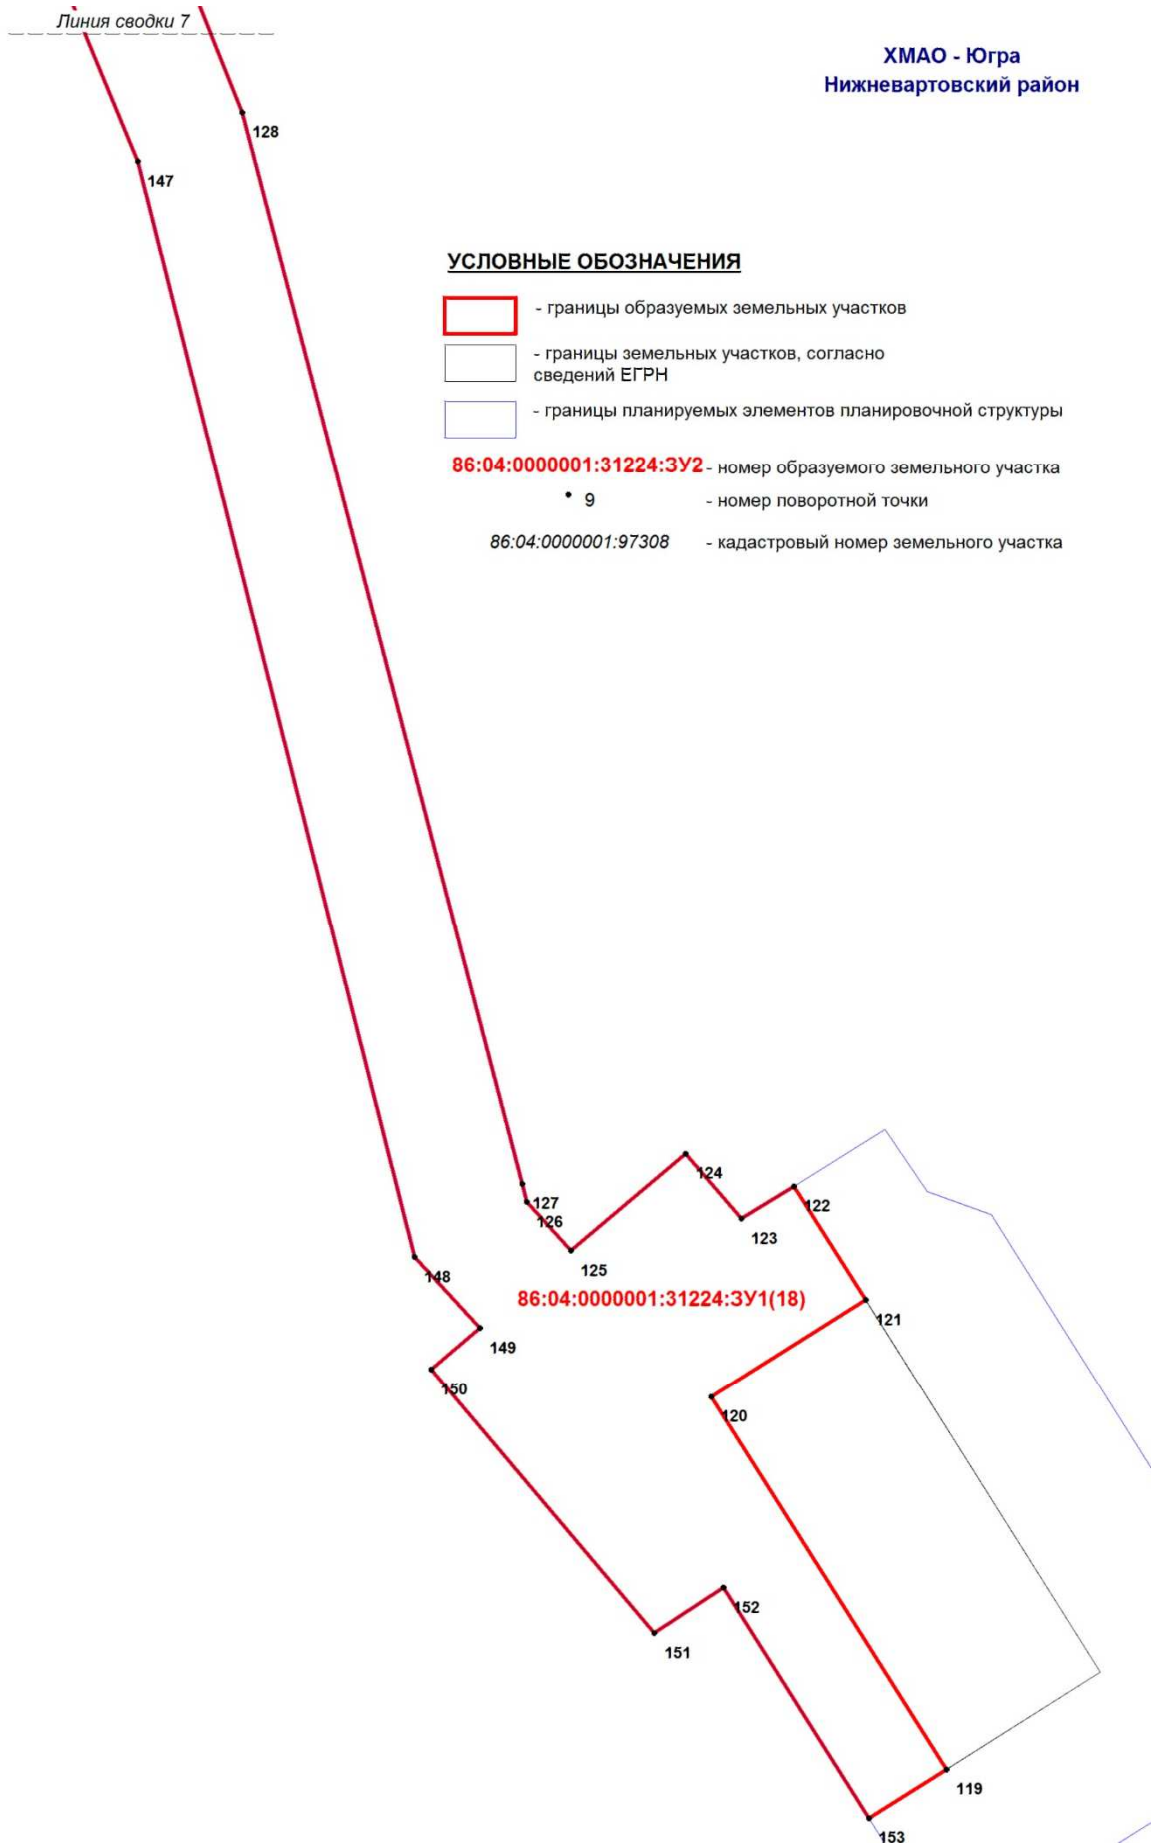 Линия сводки 7
ХМАО - Югра
Нижневартовский район
128
147
УСЛОВНЫЕ ОБОЗНАЧЕНИЯ
- границы образуемых земельных участков
- границы земельных участков, согласно
сведений ЕГРН
- границы планируемых элементов планировочной структуры
86:04:0000001:31224:ЗУ2 - номер образуемого земельного участка
9 - номер поворотной точки
86:04:0000001:97308 - кадастровый номер земельного участка
124
127
122
126
123
125
148
86:04:0000001:31224:ЗУ1(18)
121
149
150
120
152
151
119
153